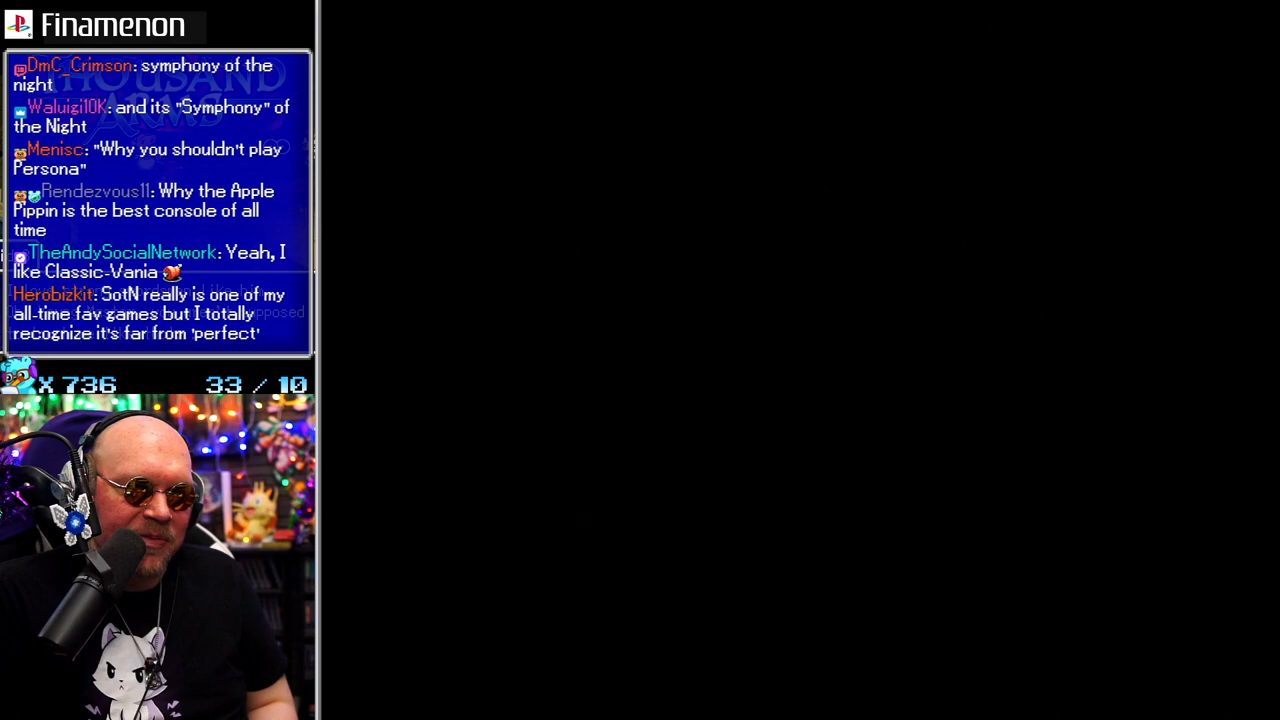 Finamenon
THOUSAND
ARMS
DmC_Crimson: symphony of the
night
Waluigi10K: and its "Symphony" of
the Night
Menisc: "Why you shouldn't play
Persona"
Rendezvous11: Why the Apple
Pippin is the best console of all
time
TheAndySocialNetwork: Yeah, I
like Classic-Vania
Herobizkit: SotN really is one of my
all-time fav games but I totally
recognize it's far from 'perfect'
X 736 33 / 10